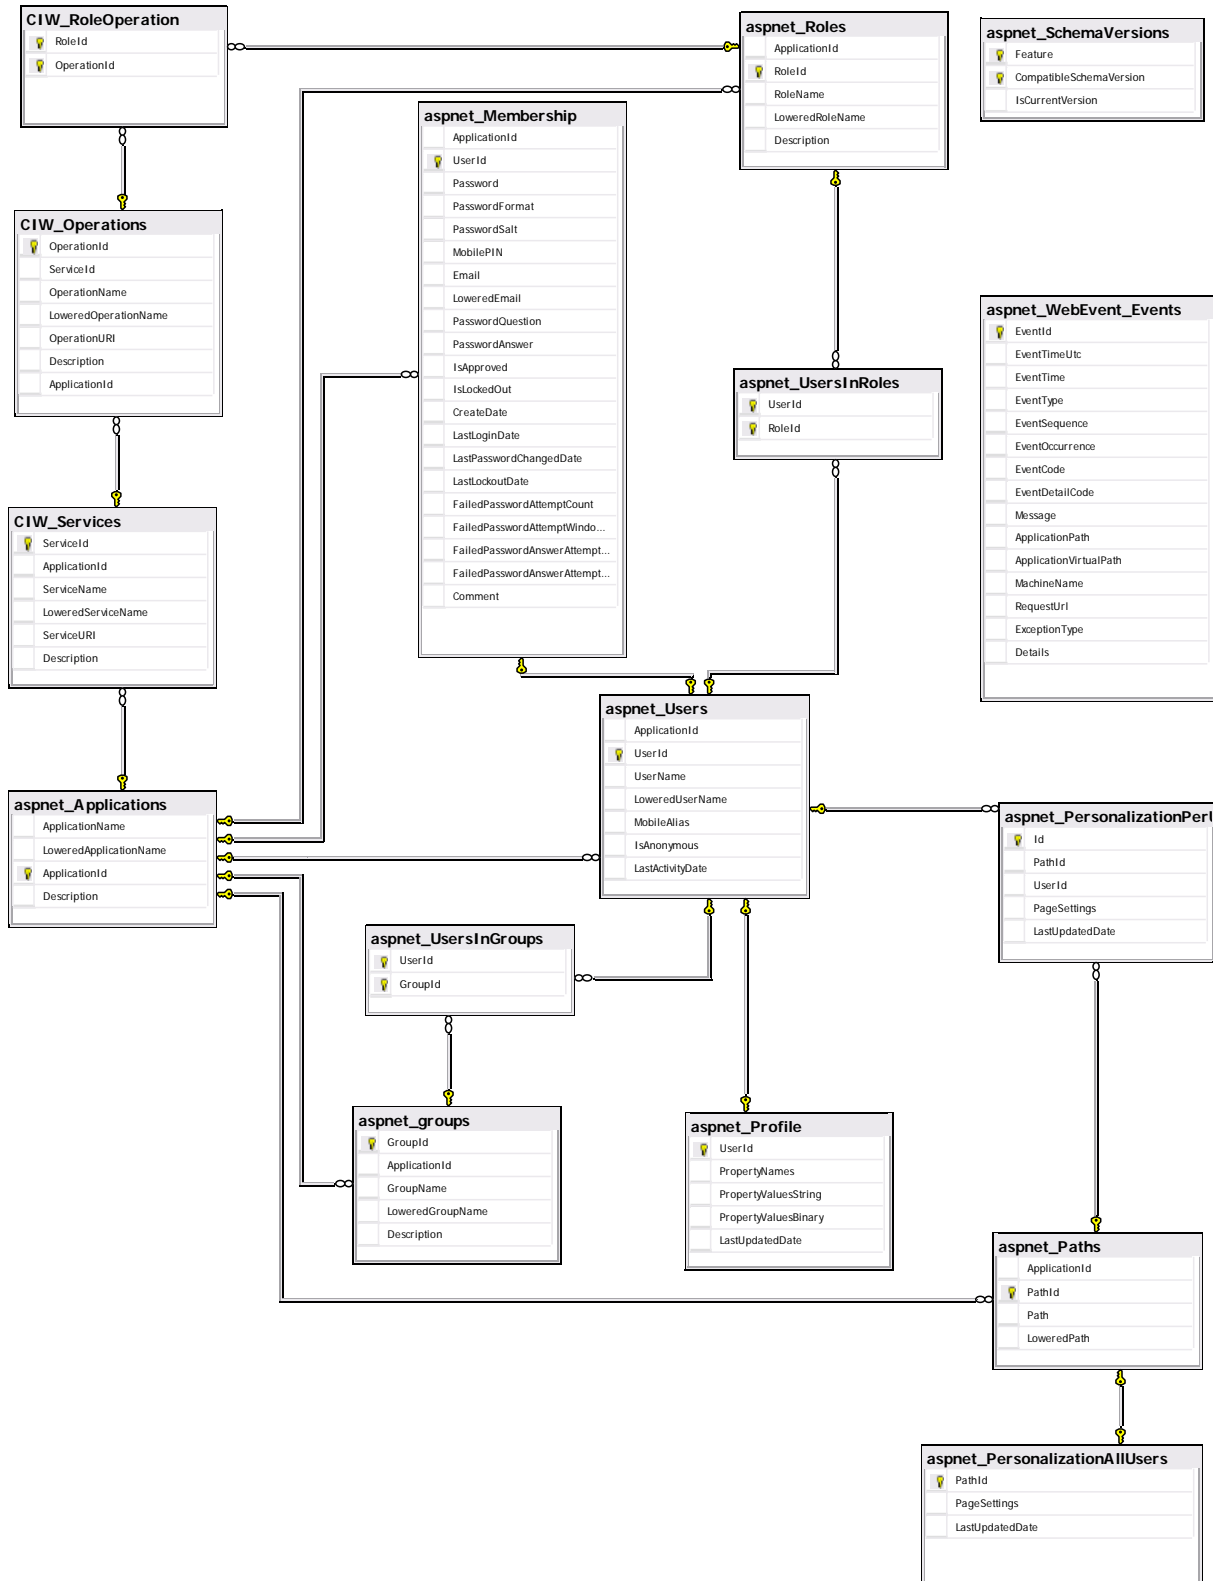 CIW_RoleOperation
RoleId
OperationId
aspnet_Roles
ApplicationId
RoleId
RoleName
LoweredRoleName
Description
aspnet_SchemaVersions
Feature
CompatibleSchemaVersion
IsCurrentVersion
aspnet_Membership
ApplicationId
UserId
Password
PasswordFormat
PasswordSalt
MobilePIN
Email
LoweredEmail
PasswordQuestion
PasswordAnswer
IsApproved
IsLockedOut
CreateDate
LastLoginDate
LastPasswordChangedDate
LastLockoutDate
FailedPasswordAttemptCount
FailedPasswordAttemptWindo...
FailedPasswordAnswerAttempt...
FailedPasswordAnswerAttempt...
Comment
CIW_Operations
OperationId
ServiceId
OperationName
LoweredOperationName
OperationURI
Description
ApplicationId
aspnet_WebEvent_Events
EventId
EventTimeUtc
EventTime
EventType
EventSequence
EventOccurrence
EventCode
EventDetailCode
Message
ApplicationPath
ApplicationVirtualPath
MachineName
RequestUrl
ExceptionType
Details
aspnet_UsersInRoles
UserId
RoleId
CIW_Services
ServiceId
ApplicationId
ServiceName
LoweredServiceName
ServiceURI
Description
aspnet_Users
ApplicationId
UserId
UserName
LoweredUserName
MobileAlias
IsAnonymous
LastActivityDate
aspnet_Applications
ApplicationName
LoweredApplicationName
ApplicationId
Description
aspnet_PersonalizationPerU
Id
PathId
UserId
PageSettings
LastUpdatedDate
aspnet_UsersInGroups
UserId
GroupId
aspnet_groups
GroupId
ApplicationId
GroupName
LoweredGroupName
Description
aspnet_Profile
UserId
PropertyNames
PropertyValuesString
PropertyValuesBinary
LastUpdatedDate
aspnet_Paths
ApplicationId
PathId
Path
LoweredPath
aspnet_PersonalizationAllUsers
PathId
PageSettings
LastUpdatedDate